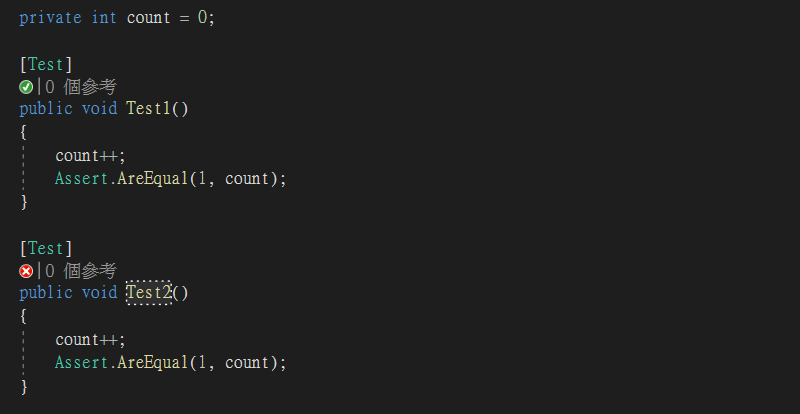 private int count = 0;
[Test]
|0 個參考
public void Test1()
{
count++;
Assert.AreEqual(1, count);
}
[Test]
|0 個參考
public void Test2()
{
count++;
Assert.AreEqual(1, count);
}